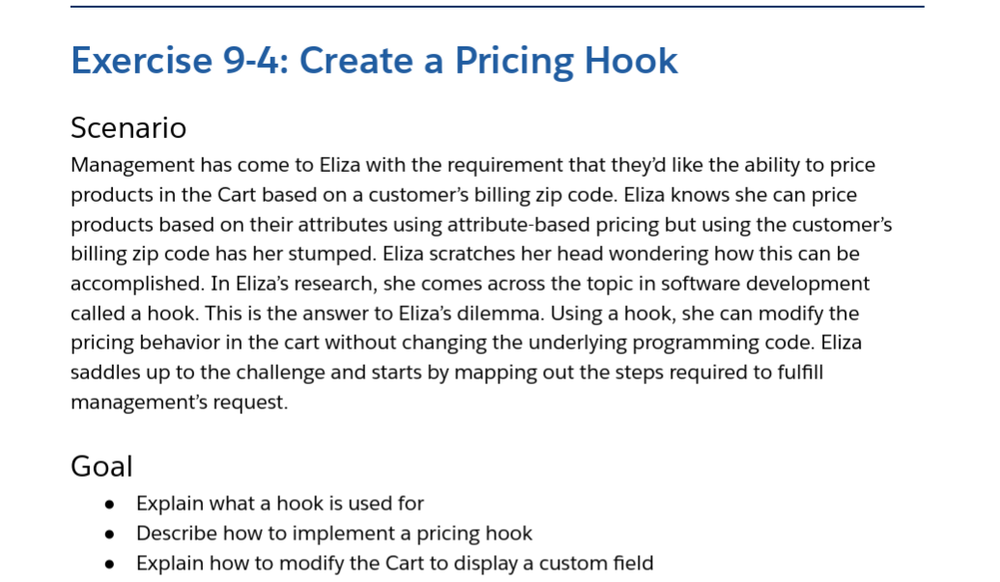 Exercise 9-4: Create a Pricing Hook
Scenario
Management has come to Eliza with the requirement that they’d like the ability to price
products in the Cart based on a customer’s billing zip code. Eliza knows she can price
products based on their attributes using attribute-based pricing but using the customer’s
billing zip code has her stumped. Eliza scratches her head wondering how this can be
accomplished. In Eliza’s research, she comes across the topic in software development
called a hook. This is the answer to Eliza’s dilemma. Using a hook, she can modify the
pricing behavior in the cart without changing the underlying programming code. Eliza
saddles up to the challenge and starts by mapping out the steps required to fulfill
management’s request.
Goal
● Explain what a hook is used for
● Describe how to implement a pricing hook
● Explain how to modify the Cart to display a custom field